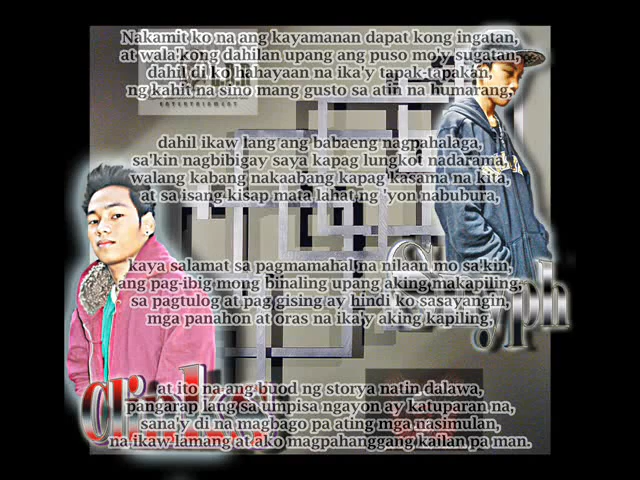 Nakamit ko na ang kayamanan dapat kong ingatan,
at wala'kong dahilan upang ang puso mo'y sugatan,
dahil di ko hahayaan na ika'y tapak-tapakan,
ng kahit na sino mang gusto sa atin na humarang,
ENTERTAINMENT
dahil ikaw lang ang babaeng nagpahalaga,
sa'kin nagbibigay saya kapag lungkot nadarama,
walang kabang nakaabang kapag kasama na kita,
at sa isang kisap mata lahat ng 'yon nabubura,
kaya salamat sa pagmamahal na nilaan mo sa'kin,
ang pag-ibig mong binaling upang aking makapiling,
sa pagtulog at pag gising ay hindi ko sasayangin,
mga panahon at oras na ika'y aking kapiling,
at ito na ang buod ng storya natin dalawa,
pangarap lang sa umpisa ngayon ay katuparan na,
sana'y di na magbago pa ating mga nasimulan,
na ikaw lamang at ako magpahanggang kailan pa man.